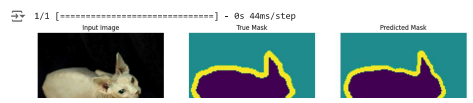 1/1 [==============================] - 0s 44ms/step
Input Image
True Mask
Predicted Mask